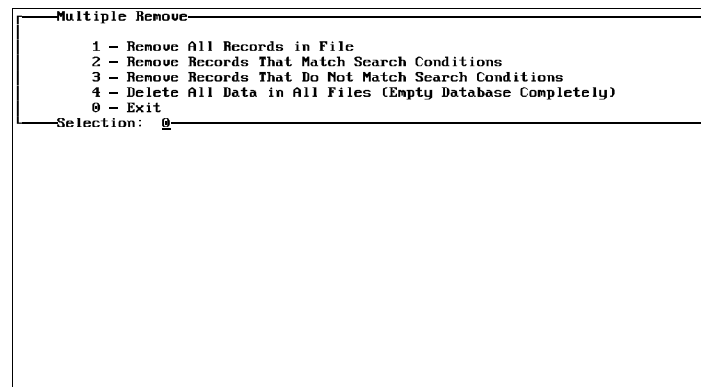 Multiple Remove
1 – Remove All Records in File
2 – Remove Records That Match Search Conditions
3 – Remove Records That Do Not Match Search Conditions
4 – Delete All Data in All Files (Empty Database Completely)
0 – Exit
Selection: 0